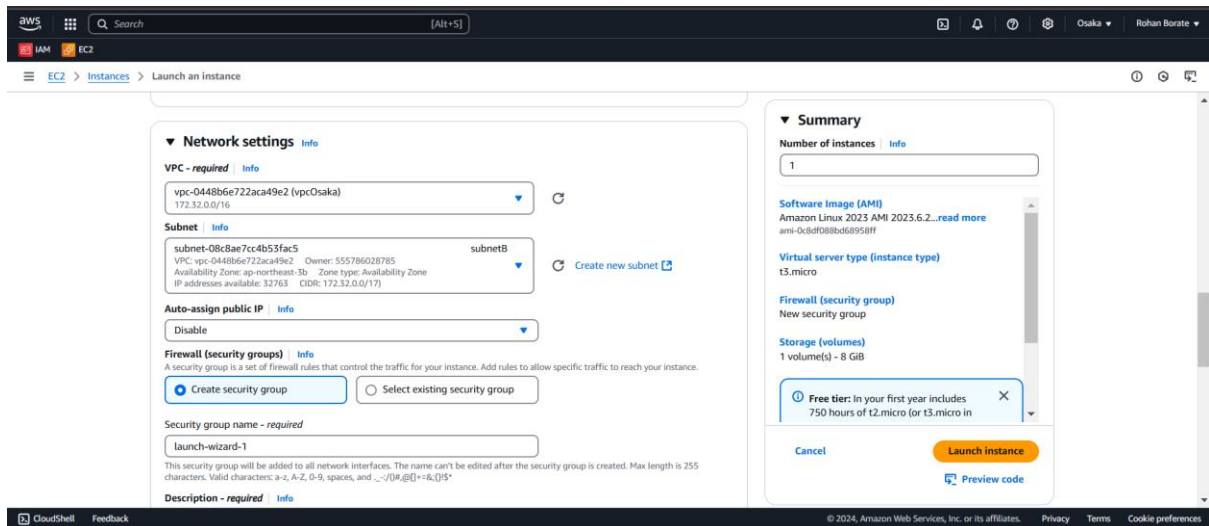 aws
Search [Alt+S] Osaka Rohan Borate
IAM EC2
EC2 > Instances > Launch an instance
Network settings Info
VPC - required Info
vpc-0448b6e722aca49e2 (vpcOsaka)
172.32.0.0/16
Subnet Info
subnet-08c8ae7cc4b53fac5 subnetB
VPC: vpc-0448b6e722aca49e2 Owner: 555786028785
Availability Zone: ap-northeast-3b Zone type: Availability Zone
IP addresses available: 32763 CIDR: 172.32.0.0/17)
Create new subnet
Auto-assign public IP Info
Disable
Firewall (security groups) Info
A security group is a set of firewall rules that control the traffic for your instance. Add rules to allow specific traffic to reach your instance.
Create security group Select existing security group
Security group name - required
launch-wizard-1
This security group will be added to all network interfaces. The name can't be edited after the security group is created. Max length is 255
characters. Valid characters: a-z, A-Z, 0-9, spaces, and ._-:/()#,@[]+=&;{}!$*
Description - required Info
Summary
Number of instances Info
1
Software Image (AMI)
Amazon Linux 2023 AMI 2023.6.2...read more
ami-0c8df088bd68958ff
Virtual server type (instance type)
t3.micro
Firewall (security group)
New security group
Storage (volumes)
1 volume(s) - 8 GiB
Free tier: In your first year includes
750 hours of t2.micro (or t3.micro in
Cancel Launch instance
Preview code
CloudShell Feedback © 2024, Amazon Web Services, Inc. or its affiliates. Privacy Terms Cookie preferences